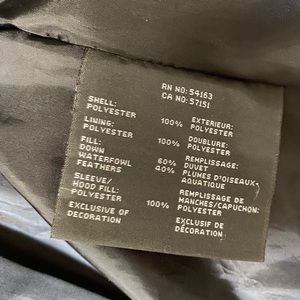 RN NO: 54163
CA NO: 57151
SHELL: EXTERIEUR:
POLYESTER 100% POLYESTER
LINING: DOUBLURE:
POLYESTER 100% POLYESTER
FILL: REMPLISSAGE:
DOWN 60% DUVET
WATERFOWL 40% PLUMES D'OISEAUX-
FEATHERS AQUATIQUE
SLEEVE/ REMPLISSAGE DE
HOOD FILL: MANCHES/CAPUCHON:
POLYESTER 100% POLYESTER
EXCLUSIVE OF EXCLUSIF DE
DECORATION DÉCORATION